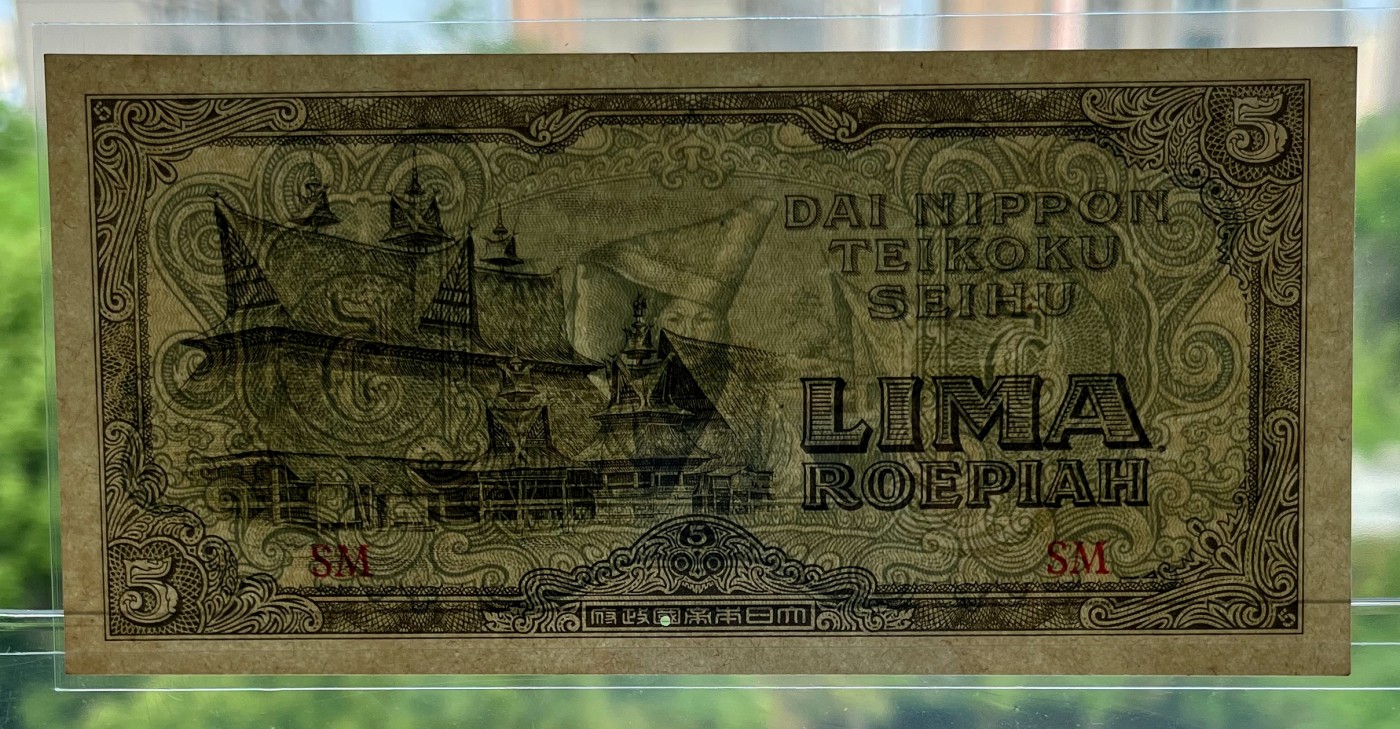 5
DAI NIPPON
TEIKOKU
SEIHU
LIMA
ROEPIAH
SM
SM
5
5
府政國帝本日大